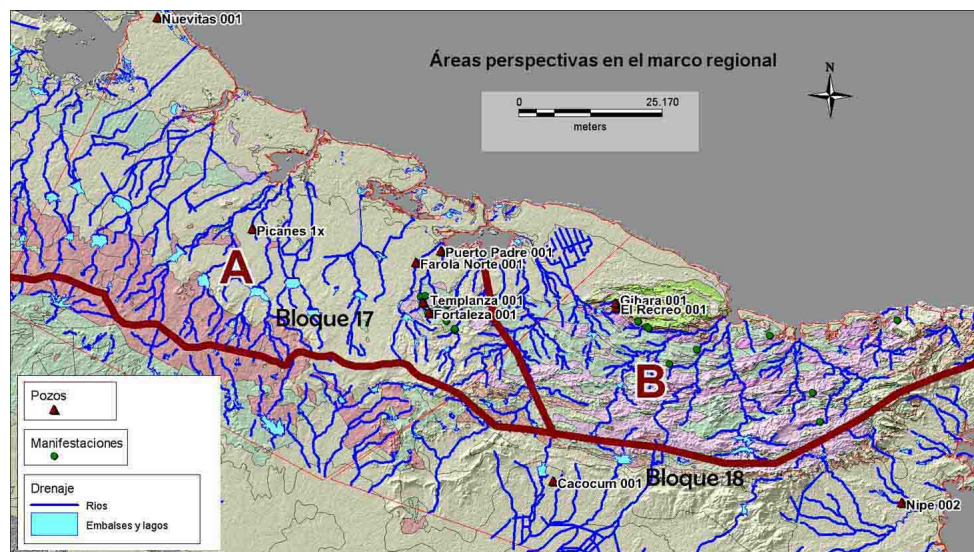 Nuevitas 001
Áreas perspectivas en el marco regional
N
0 25.170
meters
Picanes 1x
A
Puerto Padre 001
Farola Norte 001
Templanza 001
Fortaleza 001
Gibara 001
El Recreo 001
Bloque 17
B
Bloque 18
Cacocum 001
Nipe 002
Pozos
Manifestaciones
Drenaje
Rios
Embalses y lagos